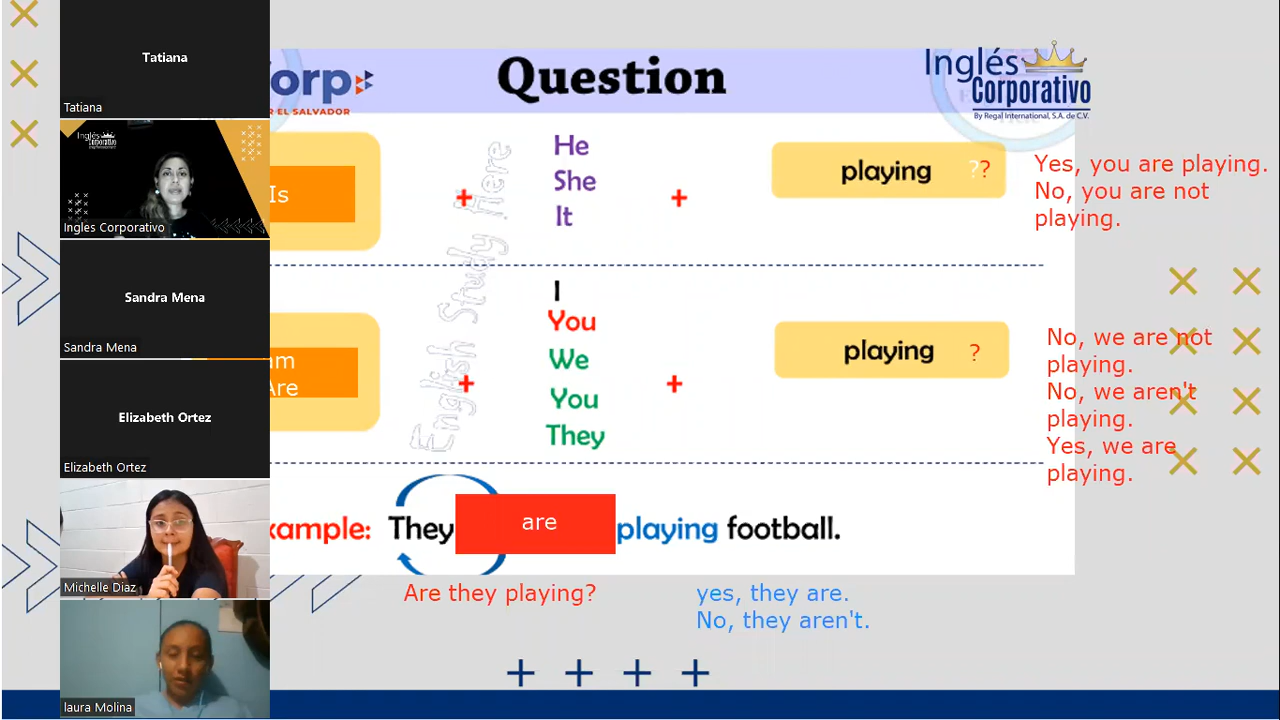 Tatiana
Tatiana
Inglés
Corporativo
Ingles Corporativo
Sandra Mena
Sandra Mena
Elizabeth Ortez
Elizabeth Ortez
Michelle Diaz
laura Molina
orp
R EL SALVADOR
Question
Inglés
Corporativo
By Regal International, S.A. de C.V.
Is
+
He
She
It
+
playing ??
Yes, you are playing.
No, you are not
playing.
English Study Here
am
Are
+
I
You
We
You
They
+
playing ?
No, we are not
playing.
No, we aren't
playing.
Yes, we are
playing.
xample: They are playing football.
Are they playing?
yes, they are.
No, they aren't.